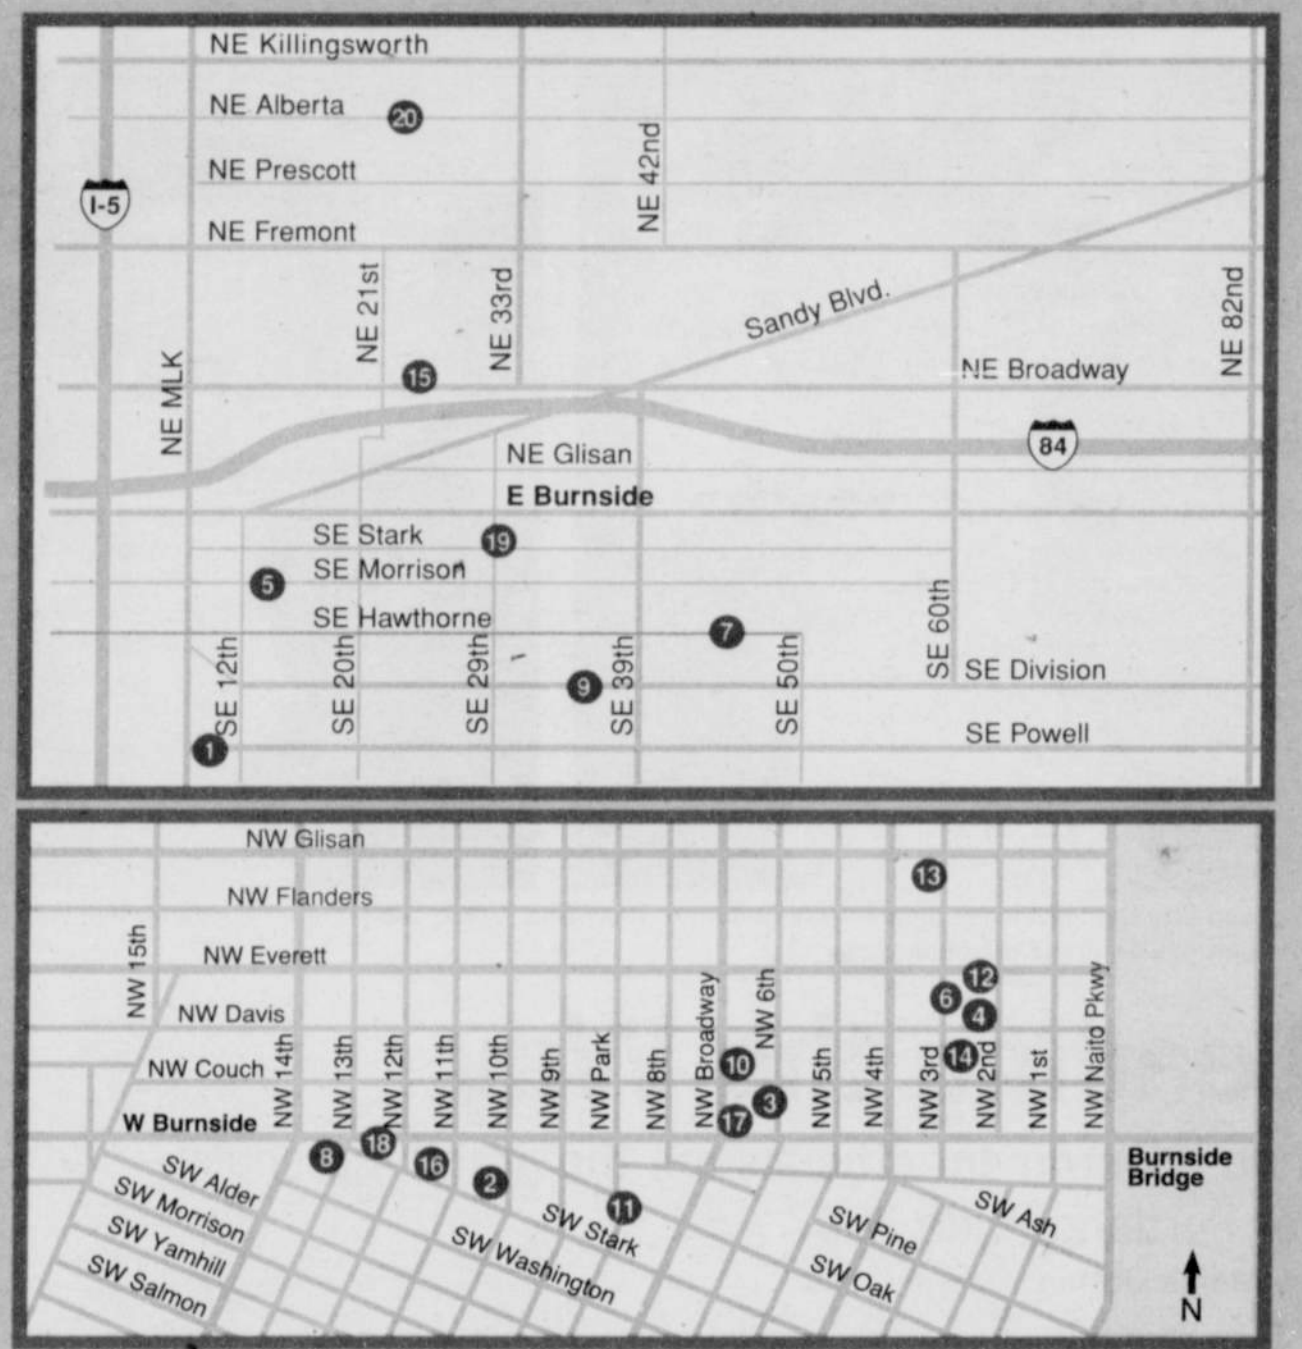 NE Killingsworth
NE Alberta
20
NE Prescott
NE 42nd
I-5
NE Fremont
NE 21st
NE 33rd
Sandy Blvd.
NE 82nd
NE MLK
15
NE Broadway
84
NE Glisan
E Burnside
SE Stark
19
SE Morrison
5
SE Hawthorne
7
SE 12th
SE 20th
SE 29th
SE 39th
SE 50th
SE 60th
SE Division
9
SE Powell
1
NW Glisan
13
NW Flanders
NW 15th
NW Everett
12
6
4
NW Davis
NW Couch
NW 14th
NW 13th
NW 12th
NW 11th
NW 10th
NW 9th
NW Park
NW 8th
NW Broadway
NW 6th
NW 5th
NW 4th
NW 3rd
NW 2nd
NW 1st
NW Naito Pkwy
10
14
3
17
W Burnside
8
18
16
2
11
Burnside
Bridge
SW Alder
SW Morrison
SW Yamhill
SW Salmon
SW Stark
SW Washington
SW Pine
SW Oak
SW Ash
N